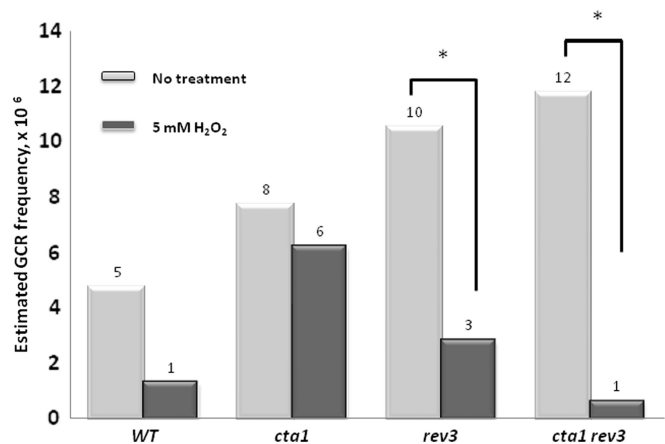 Estimated GCR frequency, x 10 6
14
12
10
8
6
4
2
0
No treatment
5 mM H₂O₂
5
1
8
6
10
3
12
1
*
*
WT
cta1
rev3
cta1 rev3